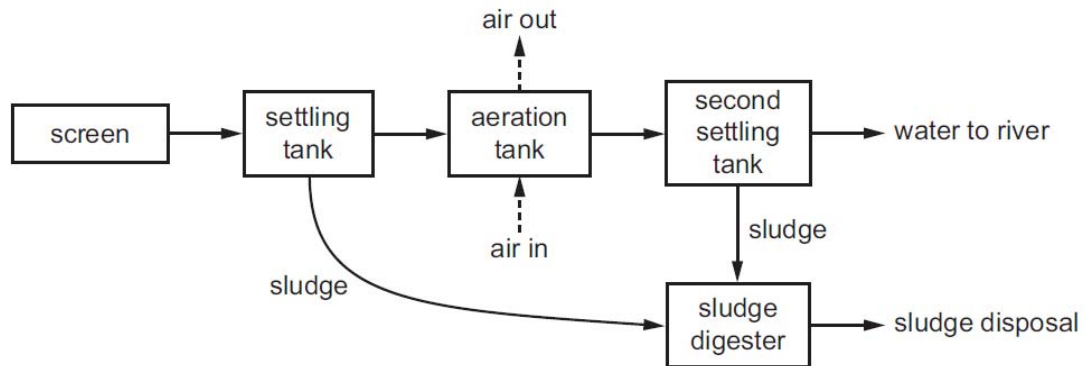 air out
screen
settling
tank
aeration
tank
second
settling
tank
water to river
air in
sludge
sludge
sludge
digester
sludge disposal